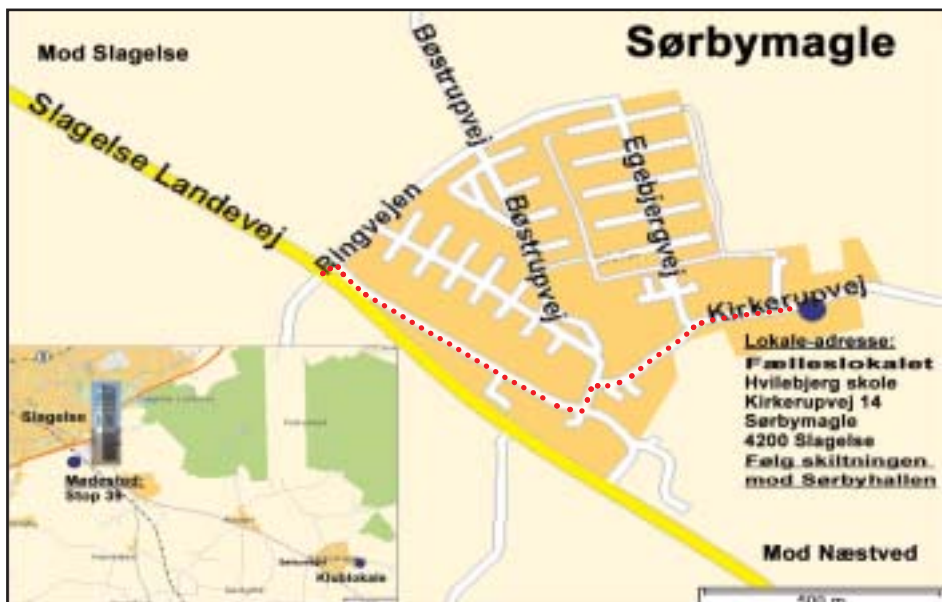 Mod Slagelse
Sørbymagle
Bøstrupvej
Slagelse Landevej
Ringvejen
Egebjergvej
Bøstrupvej
Kirkerupvej
Lokale-adresse:
Fælleslokalet
Hvilebjerg skole
Kirkerupvej 14
Sørbymagle
4200 Slagelse
Følg skiltningen
mod Sørbyhallen
Slagelse
Mødested:
Stop 39
Klublokale
Mod Næstved